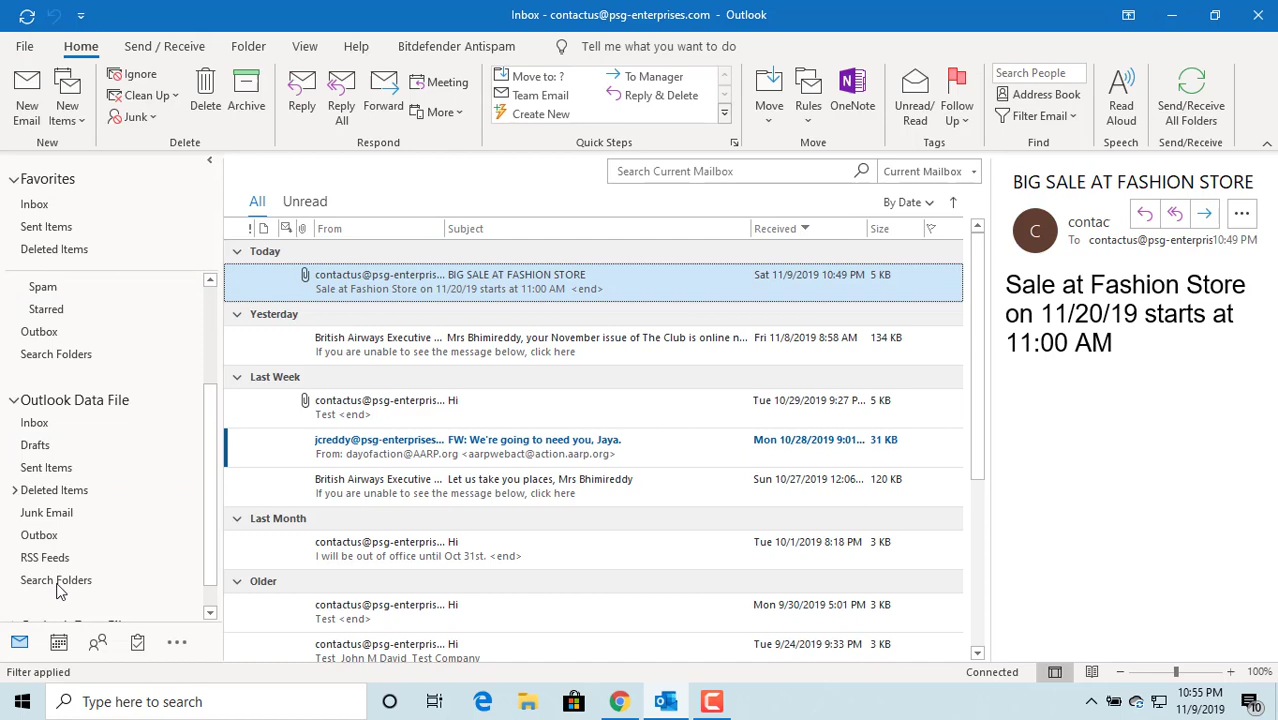 Inbox - contactus@psg-enterprises.com - Outlook
File Home Send / Receive Folder View Help Bitdefender Antispam Tell me what you want to do
New Email
New Items
New
Ignore
Clean Up
Junk
Delete
Archive
Delete
Reply
Reply All
Forward
Meeting
More
Respond
Move to: ?
Team Email
Create New
To Manager
Reply & Delete
Quick Steps
Move
Rules
OneNote
Move
Unread/ Read
Follow Up
Tags
Search People
Address Book
Filter Email
Find
Read Aloud
Speech
Send/Receive All Folders
Send/Receive
Favorites
Inbox
Sent Items
Deleted Items
Spam
Starred
Outbox
Search Folders
Outlook Data File
Inbox
Drafts
Sent Items
Deleted Items
Junk Email
Outbox
RSS Feeds
Search Folders
Search Current Mailbox
Current Mailbox
All Unread
By Date
! From Subject Received Size
Today
contactus@psg-enterpris... BIG SALE AT FASHION STORE Sat 11/9/2019 10:49 PM 5 KB
Sale at Fashion Store on 11/20/19 starts at 11:00 AM <end>
Yesterday
British Airways Executive ... Mrs Bhimireddy, your November issue of The Club is online n... Fri 11/8/2019 8:58 AM 134 KB
If you are unable to see the message below, click here
Last Week
contactus@psg-enterpris... Hi Tue 10/29/2019 9:27 P... 5 KB
Test <end>
jcreddy@psg-enterprises... FW: We're going to need you, Jaya. Mon 10/28/2019 9:01... 31 KB
From: dayofaction@AARP.org <aarpwebact@action.aarp.org>
British Airways Executive ... Let us take you places, Mrs Bhimireddy Sun 10/27/2019 12:06... 120 KB
If you are unable to see the message below, click here
Last Month
contactus@psg-enterpris... Hi Tue 10/1/2019 8:18 PM 3 KB
I will be out of office until Oct 31st. <end>
Older
contactus@psg-enterpris... Hi Mon 9/30/2019 5:01 PM 3 KB
Test <end>
contactus@psg-enterpris... Hi Tue 9/24/2019 9:33 PM 3 KB
Test John M David Test Company
BIG SALE AT FASHION STORE
C
contac
To contactus@psg-enterpris 10:49 PM
Sale at Fashion Store
on 11/20/19 starts at
11:00 AM
Filter applied
Connected
100%
Type here to search
10:55 PM
11/9/2019
10